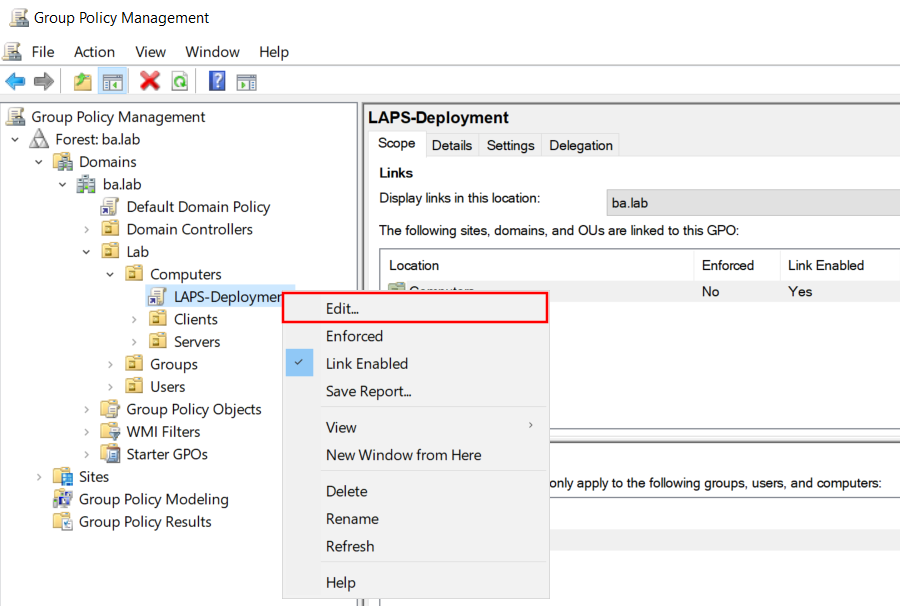 Group Policy Management
File Action View Window Help
Group Policy Management
Forest: ba.lab
Domains
ba.lab
Default Domain Policy
Domain Controllers
Lab
Computers
LAPS-Deploymen
Clients
Servers
Groups
Users
Group Policy Objects
WMI Filters
Starter GPOs
Sites
Group Policy Modeling
Group Policy Results
LAPS-Deployment
Scope Details Settings Delegation
Links
Display links in this location: ba.lab
The following sites, domains, and OUs are linked to this GPO:
Location Enforced Link Enabled
Computers No Yes
Edit...
Enforced
Link Enabled
Save Report...
View
New Window from Here
Delete
Rename
Refresh
Help
only apply to the following groups, users, and computers: